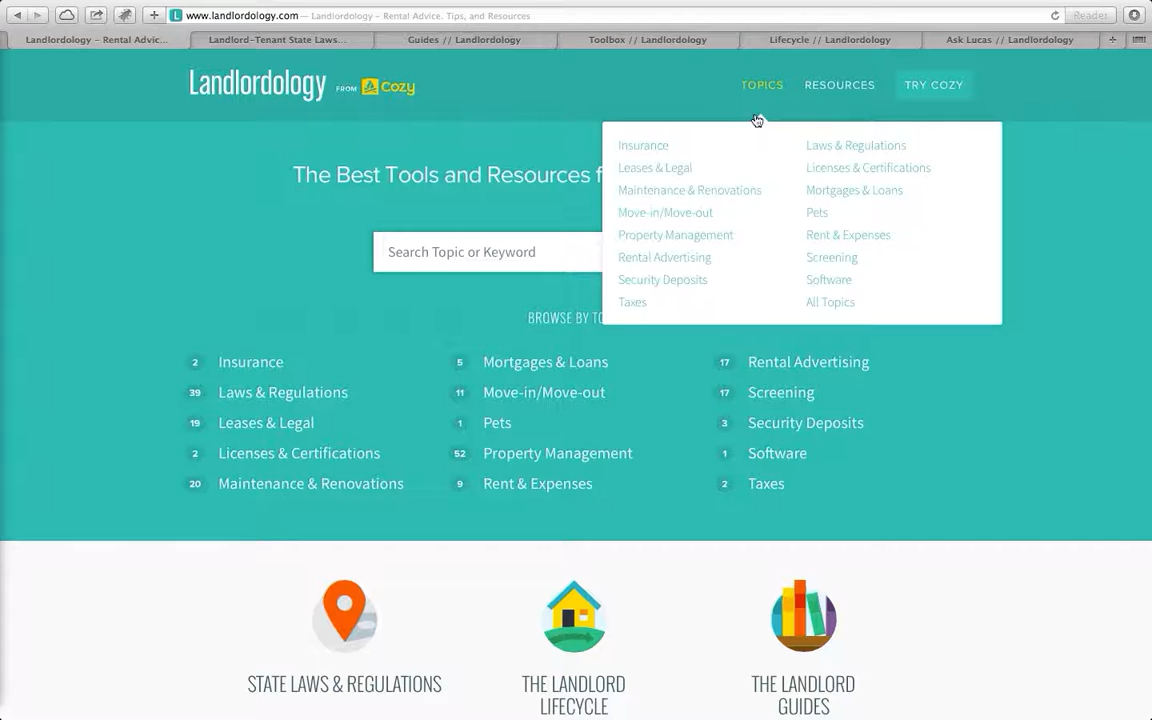 www.landlordology.com — Landlordology – Rental Advice, Tips, and Resources
Reader
Landlordology – Rental Advic...
Landlord-Tenant State Laws...
Guides // Landlordology
Toolbox // Landlordology
Lifecycle // Landlordology
Ask Lucas // Landlordology
Landlordology FROM Cozy
TOPICS
RESOURCES
TRY COZY
Insurance
Laws & Regulations
Leases & Legal
Licenses & Certifications
Maintenance & Renovations
Mortgages & Loans
Move-in/Move-out
Pets
Property Management
Rent & Expenses
Rental Advertising
Screening
Security Deposits
Software
Taxes
All Topics
The Best Tools and Resources f
Search Topic or Keyword
BROWSE BY TO
2 Insurance
5 Mortgages & Loans
17 Rental Advertising
39 Laws & Regulations
11 Move-in/Move-out
17 Screening
19 Leases & Legal
1 Pets
3 Security Deposits
2 Licenses & Certifications
52 Property Management
1 Software
20 Maintenance & Renovations
9 Rent & Expenses
2 Taxes
STATE LAWS & REGULATIONS
THE LANDLORD
LIFECYCLE
THE LANDLORD
GUIDES